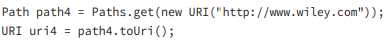 Path path4 = Paths.get(new URI("http://www.wiley.com"));
URI uri4 = path4.toUri();